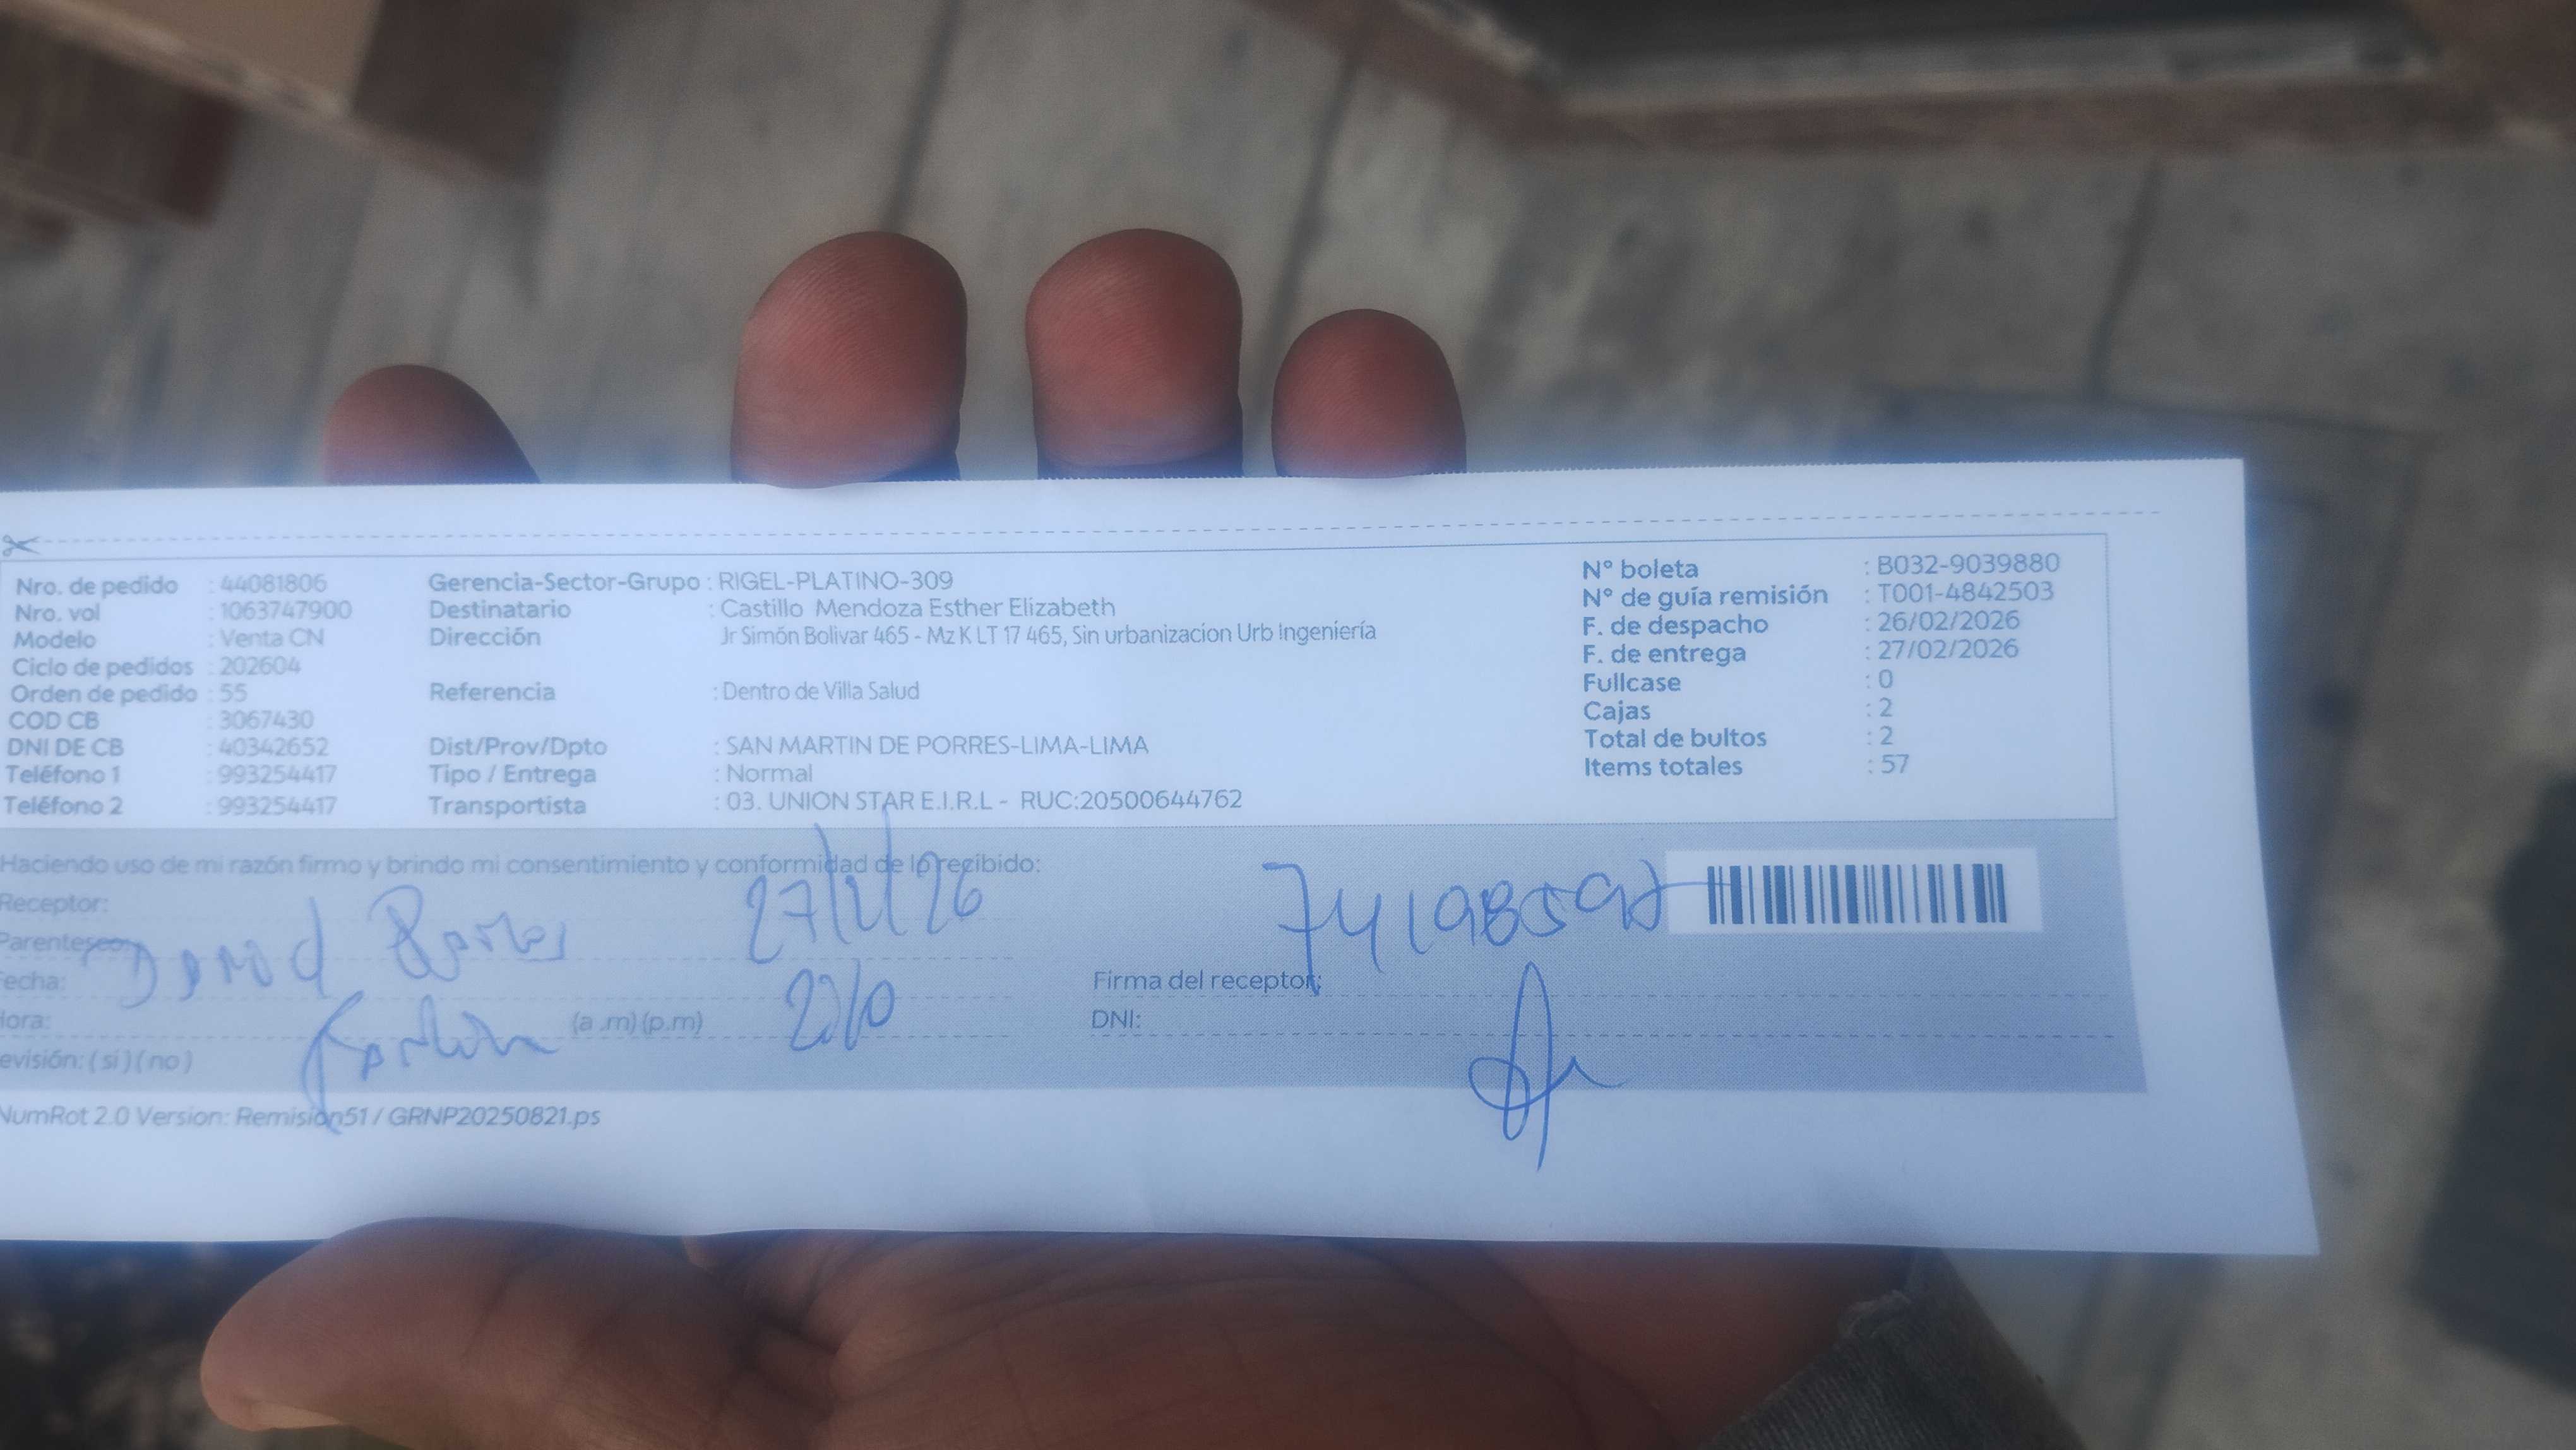 Nro. de pedido : 44081806
Nro. vol : 1063747900
Modelo : Venta CN
Ciclo de pedidos : 202604
Orden de pedido : 55
COD CB : 3067430
DNI DE CB : 40342652
Teléfono 1 : 993254417
Teléfono 2 : 993254417
Gerencia-Sector-Grupo : RIGEL-PLATINO-309
Destinatario : Castillo Mendoza Esther Elizabeth
Dirección Jr Simón Bolivar 465 - Mz K LT 17 465, Sin urbanizacion Urb Ingeniería
Referencia : Dentro de Villa Salud
Dist/Prov/Dpto : SAN MARTIN DE PORRES-LIMA-LIMA
Tipo / Entrega : Normal
Transportista : 03. UNION STAR E.I.R.L - RUC:20500644762
N° boleta : B032-9039880
N° de guía remisión : T001-4842503
F. de despacho : 26/02/2026
F. de entrega : 27/02/2026
Fullcase : 0
Cajas : 2
Total de bultos : 2
Items totales : 57
Haciendo uso de mi razón firmo y brindo mi consentimiento y conformidad de lo recibido:
Receptor:
Parentesco:
echa:
Hora: (a .m) (p.m)
evisión: ( si ) ( no )
Firma del receptor:
DNI:
NumRot 2.0 Version: Remision51 / GRNP20250821.ps